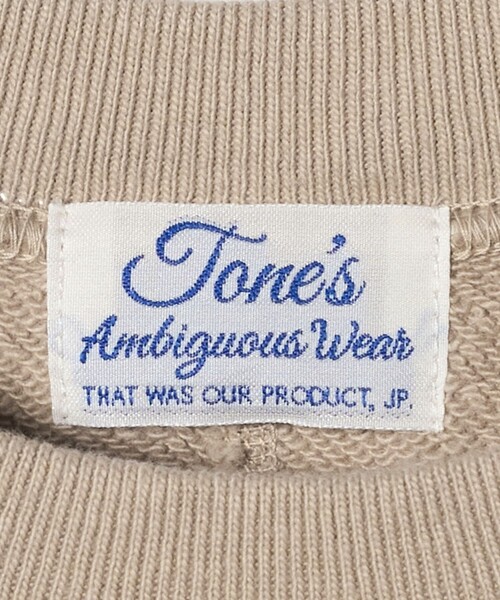 Tone's
Ambiguous Wear
THAT WAS OUR PRODUCT, JP.